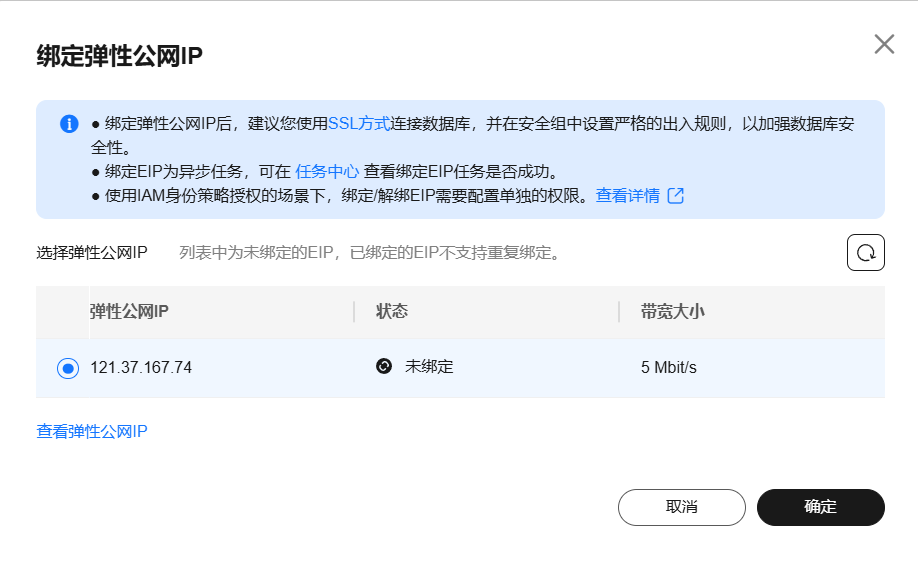 绑定弹性公网IP
● 绑定弹性公网IP后，建议您使用SSL方式连接数据库，并在安全组中设置严格的出入规则，以加强数据库安
全性。
● 绑定EIP为异步任务，可在 任务中心 查看绑定EIP任务是否成功。
● 使用IAM身份策略授权的场景下，绑定/解绑EIP需要配置单独的权限。查看详情
选择弹性公网IP 列表中为未绑定的EIP，已绑定的EIP不支持重复绑定。
弹性公网IP 状态 带宽大小
121.37.167.74 未绑定 5 Mbit/s
查看弹性公网IP
取消 确定